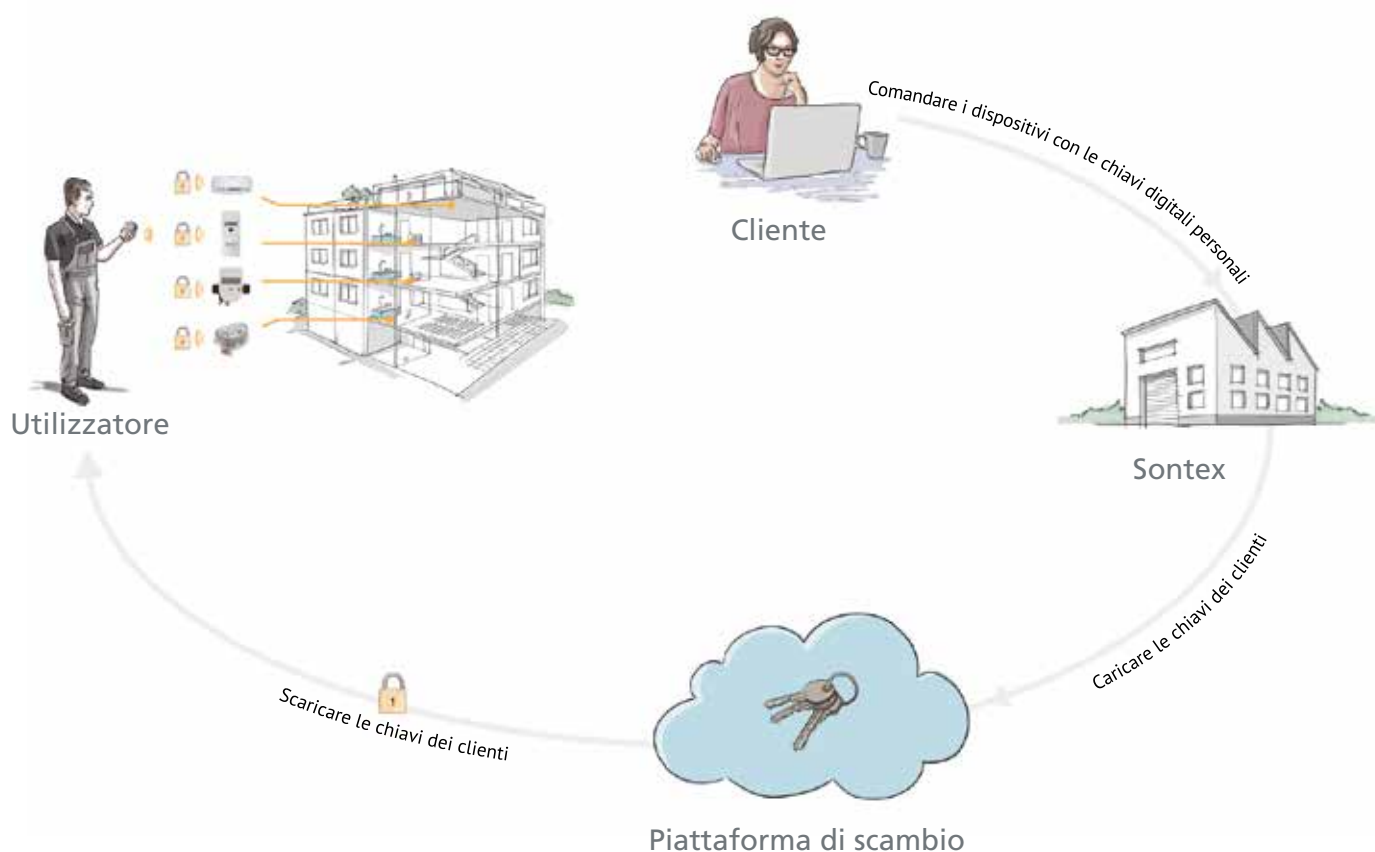 Comandare i dispositivi con le chiavi digitali personali
Cliente
Utilizzatore
Sontex
Caricare le chiavi dei clienti
Scaricare le chiavi dei clienti
Piattaforma di scambio